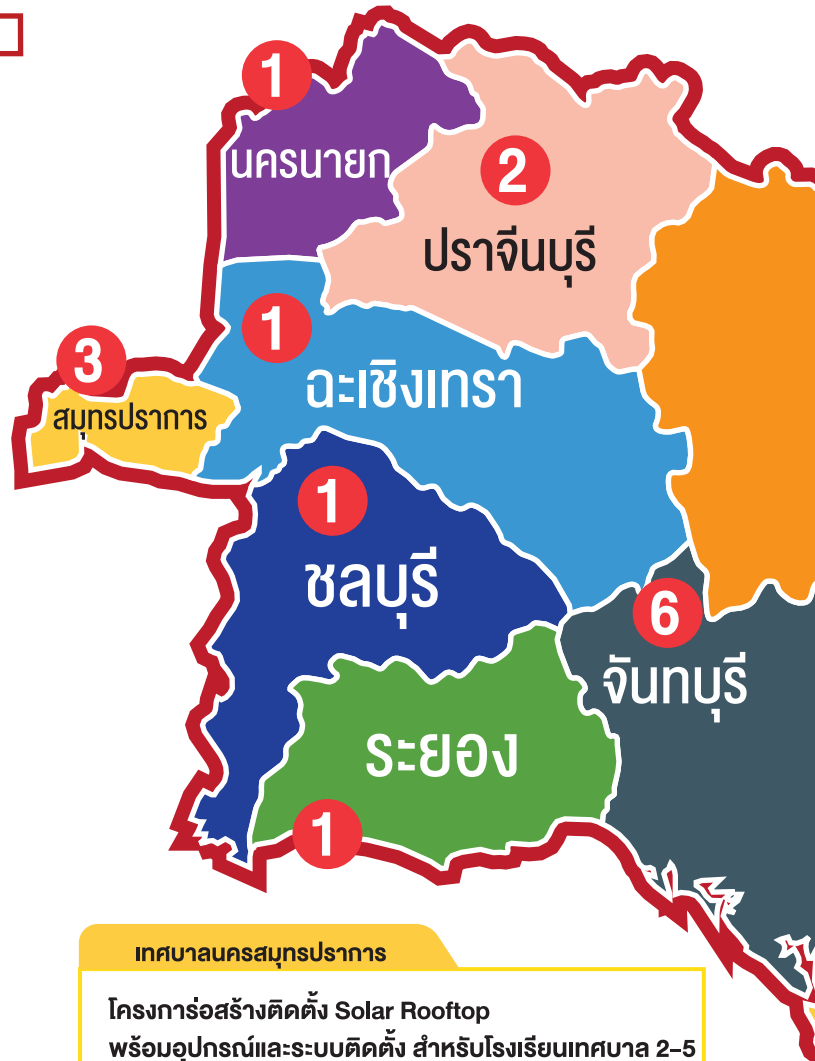 1
นครนายก
2
ปราจีนบุรี
1
ฉะเชิงเทรา
3
สมุทรปราการ
1
ชลบุรี
6
จันทบุรี
ระยอง
1
เทศบาลนครสมุทรปราการ
โครงการ่อสร้างติดตั้ง Solar Rooftop
พร้อมอุปกรณ์และระบบติดตั้ง สำหรับโรงเรียนเทศบาล 2-5